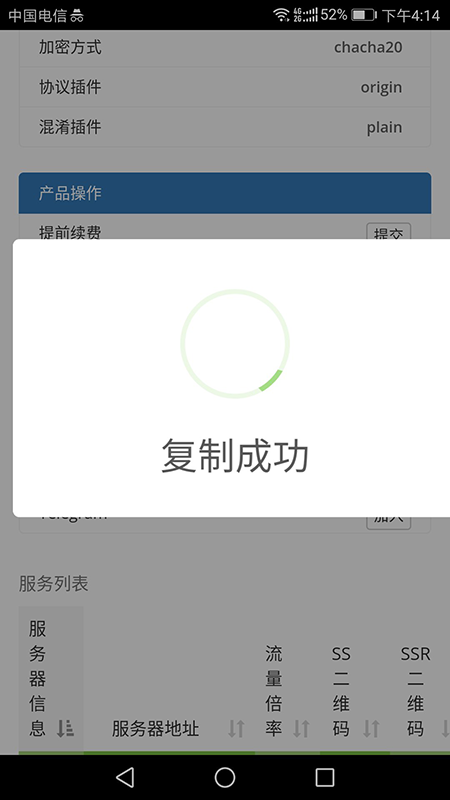 中国电信 4G 2G 52% 下午4:14
加密方式 chacha20
协议插件 origin
混淆插件 plain
产品操作
提前续费 提交
复制成功
Telegram 加入
服务列表
服务器信息 服务器地址 流量倍率 SS二维码 SSR二维码